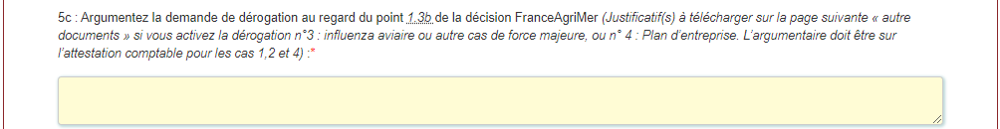 5c : Argumentez la demande de dérogation au regard du point 1.3b de la décision FranceAgriMer (Justificatif(s) à télécharger sur la page suivante « autre
documents » si vous activez la dérogation n°3 : influenza aviaire ou autre cas de force majeure, ou n° 4 : Plan d'entreprise. L'argumentaire doit être sur
l'attestation comptable pour les cas 1,2 et 4) :*